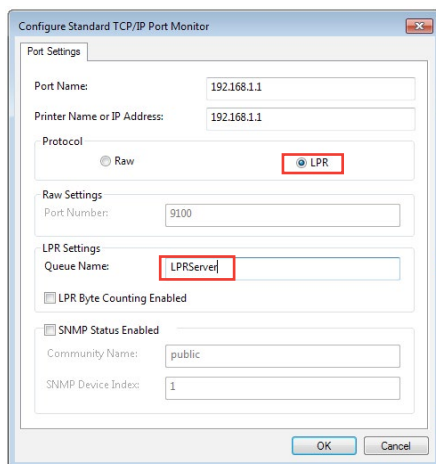 Configure Standard TCP/IP Port Monitor
Port Settings
Port Name: 192.168.1.1
Printer Name or IP Address: 192.168.1.1
Protocol
Raw LPR
Raw Settings
Port Number: 9100
LPR Settings
Queue Name: LPRServer
LPR Byte Counting Enabled
SNMP Status Enabled
Community Name: public
SNMP Device Index: 1
OK Cancel